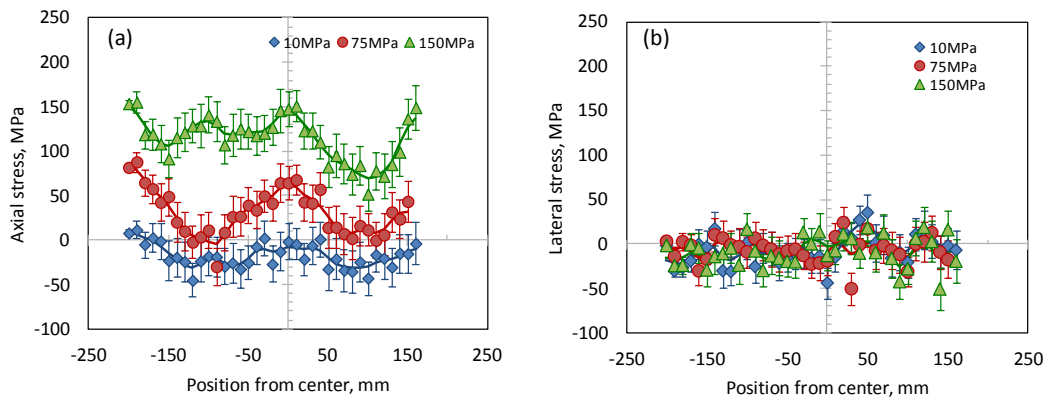 (a)
10MPa 75MPa 150MPa
Axial stress, MPa
250
200
150
100
50
0
-50
-100
-250 -150 -50 50 150 250
Position from center, mm
(b)
10MPa
75MPa
150MPa
Lateral stress, MPa
250
200
150
100
50
0
-50
-100
-250 -150 -50 50 150 250
Position from center, mm